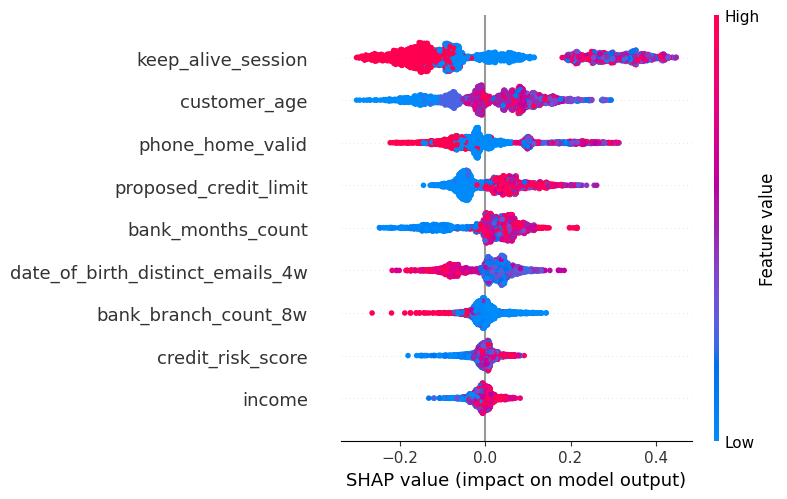 High
keep_alive_session
customer_age
phone_home_valid
proposed_credit_limit
bank_months_count
date_of_birth_distinct_emails_4w
bank_branch_count_8w
credit_risk_score
income
Feature value
Low
−0.2 0.0 0.2 0.4
SHAP value (impact on model output)